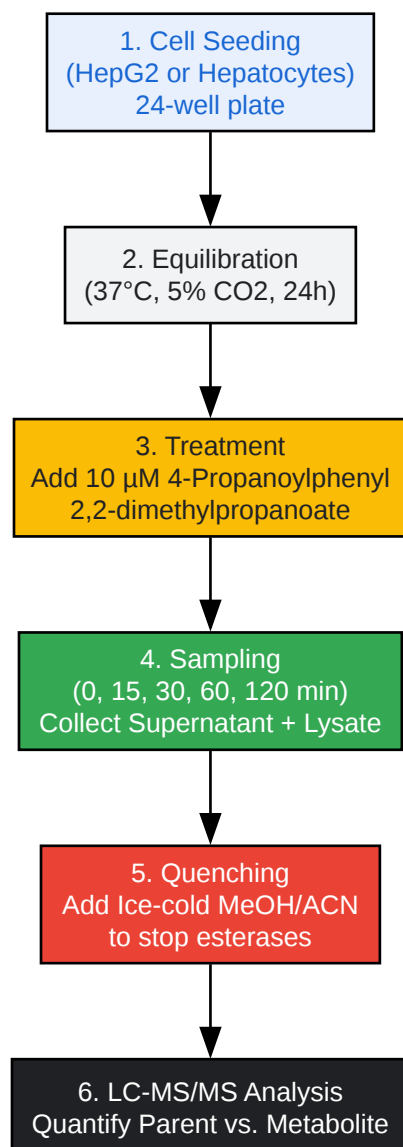 1. Cell Seeding
(HepG2 or Hepatocytes)
24-well plate
2. Equilibration
(37°C, 5% CO2, 24h)
3. Treatment
Add 10 µM 4-Propanoylphenyl
2,2-dimethylpropanoate
4. Sampling
(0, 15, 30, 60, 120 min)
Collect Supernatant + Lysate
5. Quenching
Add Ice-cold MeOH/ACN
to stop esterases
6. LC-MS/MS Analysis
Quantify Parent vs. Metabolite